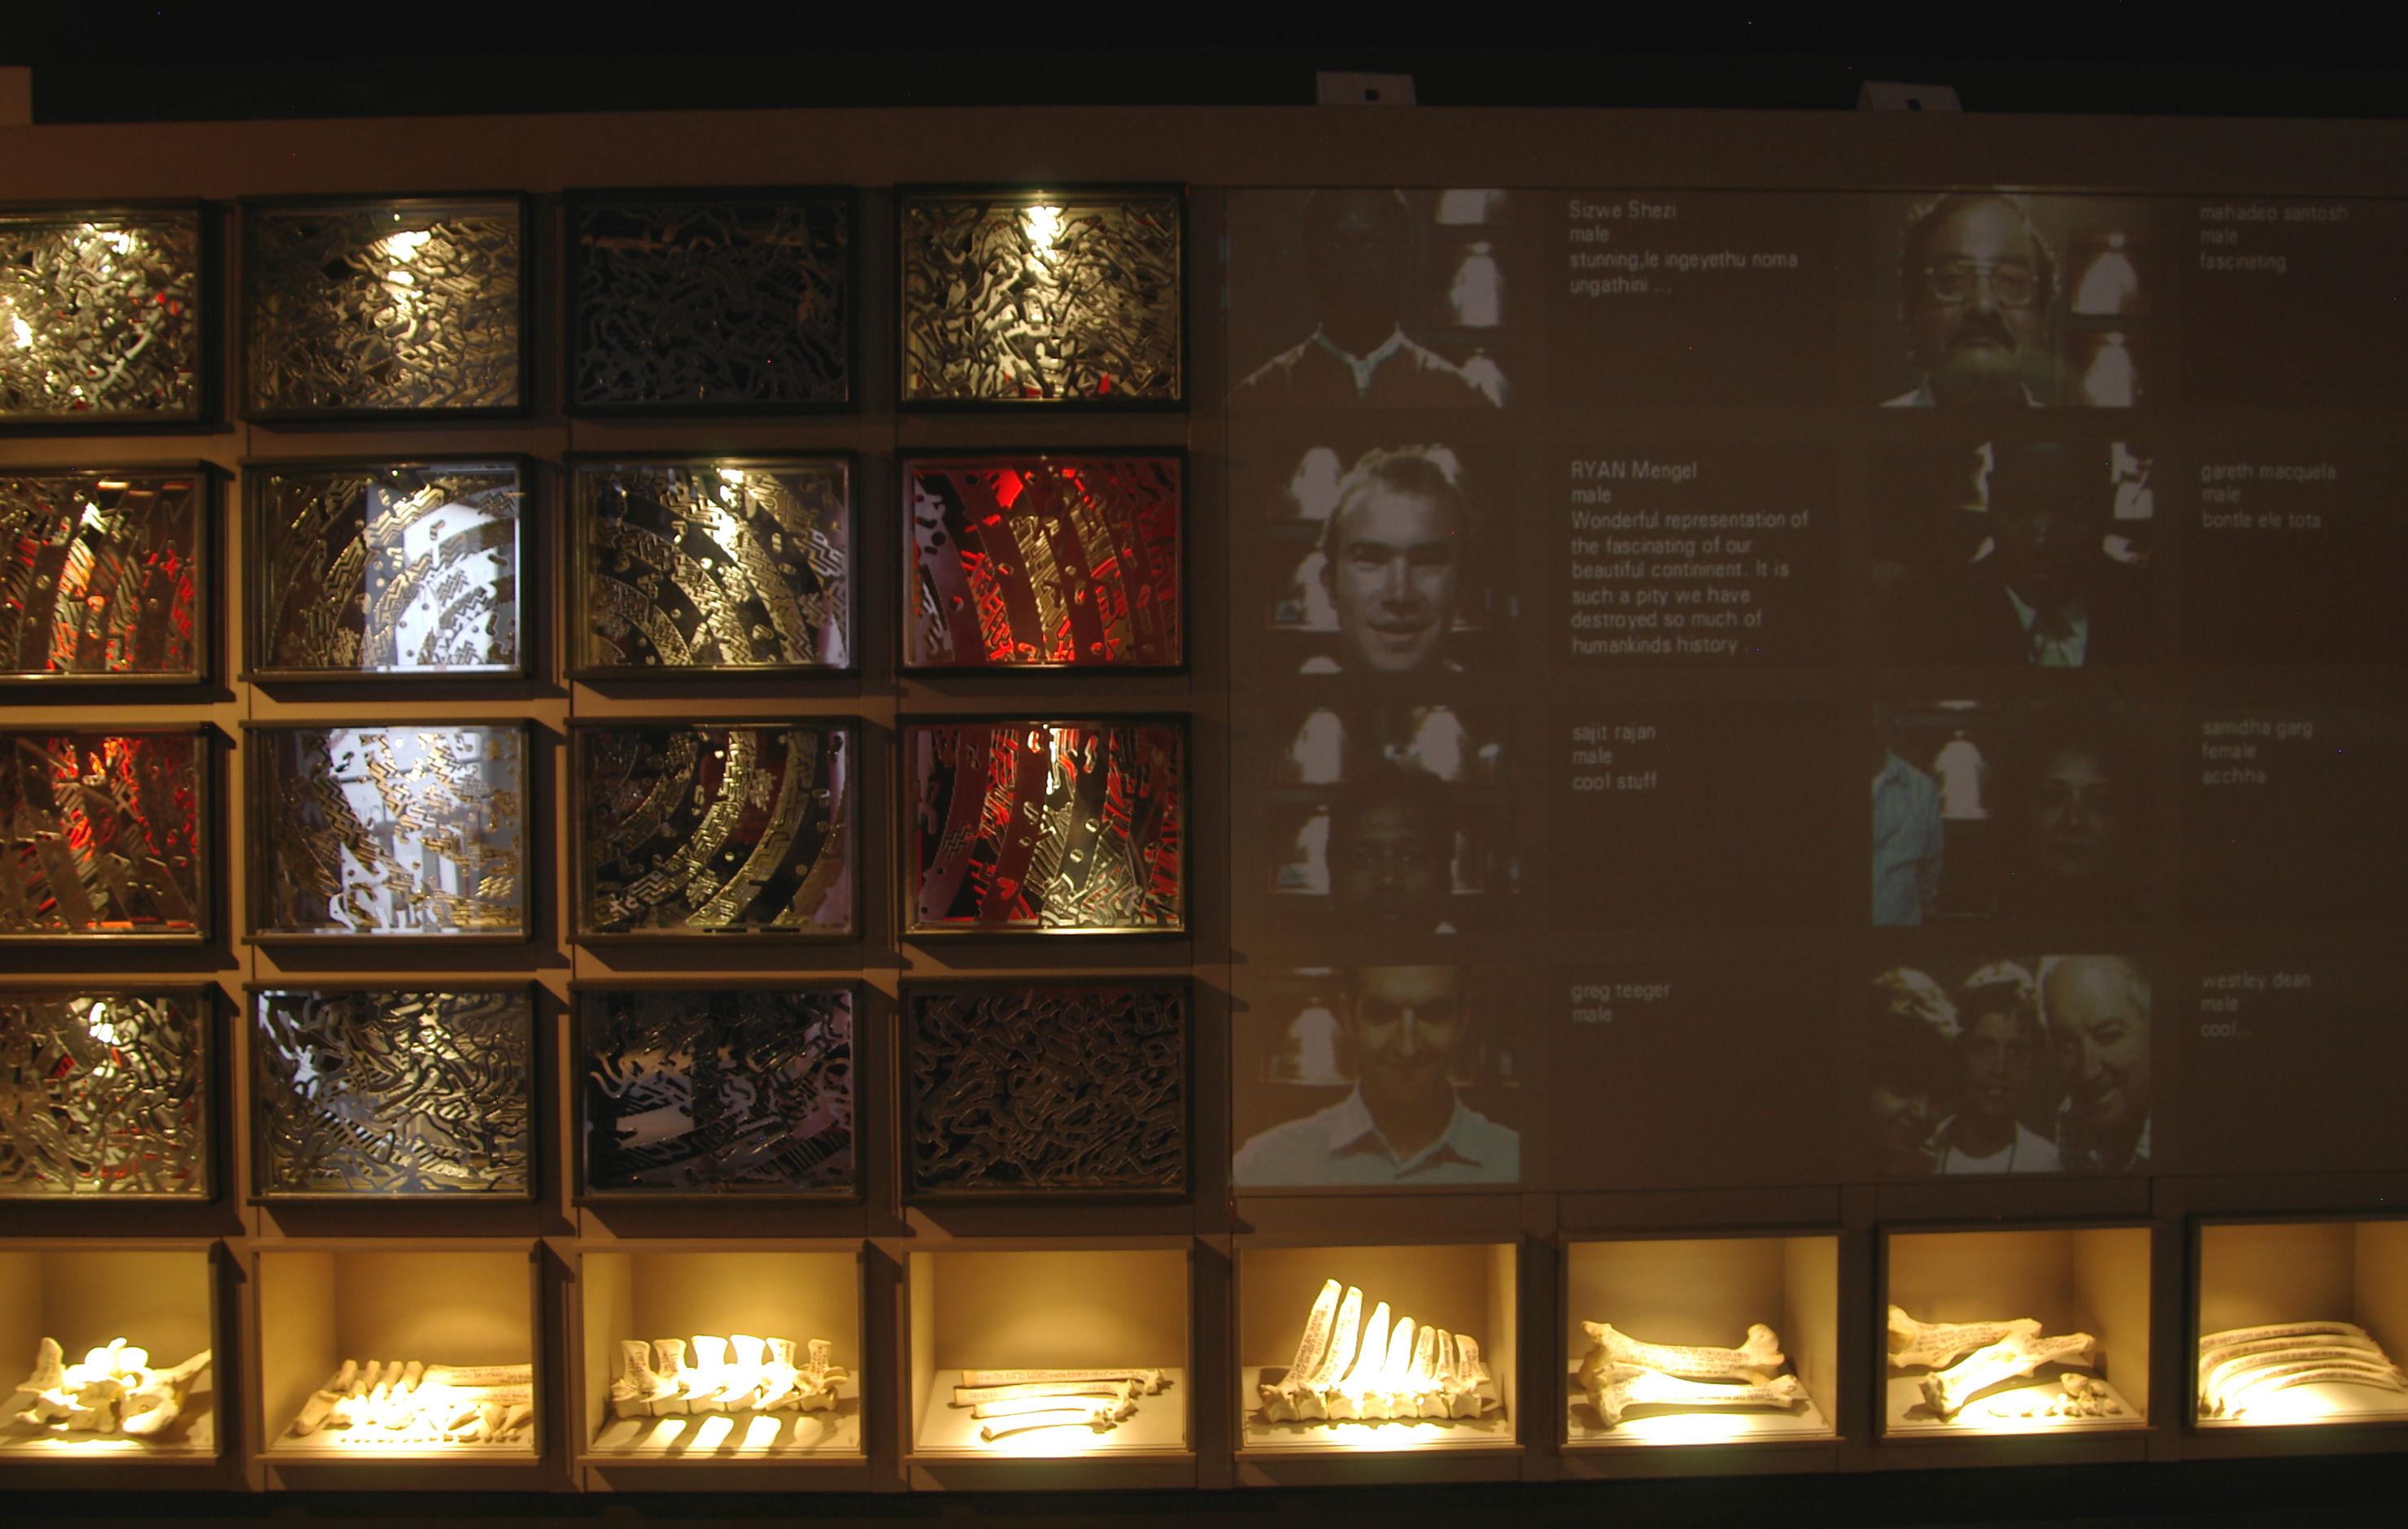 Sizwe Shezi
male
stunning,le ingeyethu noma
ungathini ...
mahadeo santosh
male
fascinating
RYAN Mengel
male
Wonderful representation of
the fascinating of our
beautiful contininent. It is
such a pity we have
destroyed so much of
humankinds history .
gareth macquela
male
bontle ele tota
sajit rajan
male
cool stuff
samidha garg
female
acchha
greg teeger
male
westley dean
male
cool...